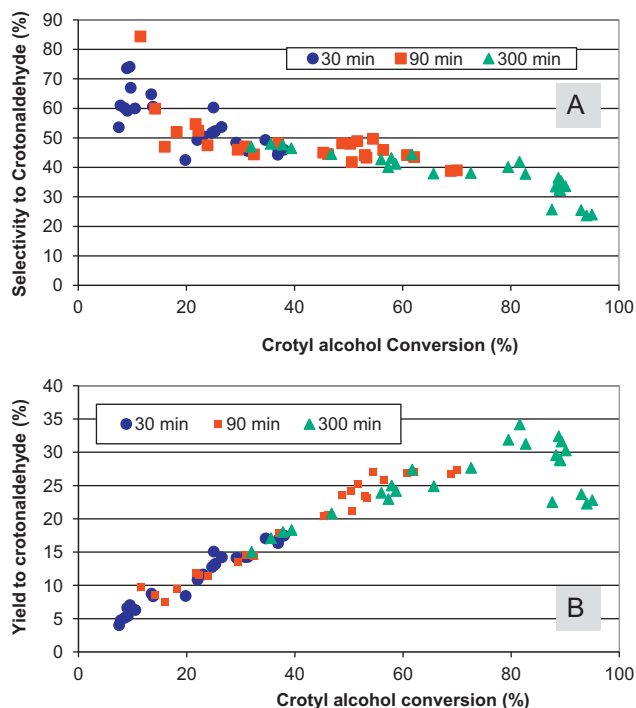 90
80
70
60
50
40
30
20
10
0
Selectivity to Crotonaldehyde (%)
30 min 90 min 300 min
A
0 20 40 60 80 100
Crotyl alcohol Conversion (%)
40
35
30
25
20
15
10
5
0
Yield to crotonaldehyde (%)
30 min 90 min 300 min
B
0 20 40 60 80 100
Crotyl alcohol conversion (%)